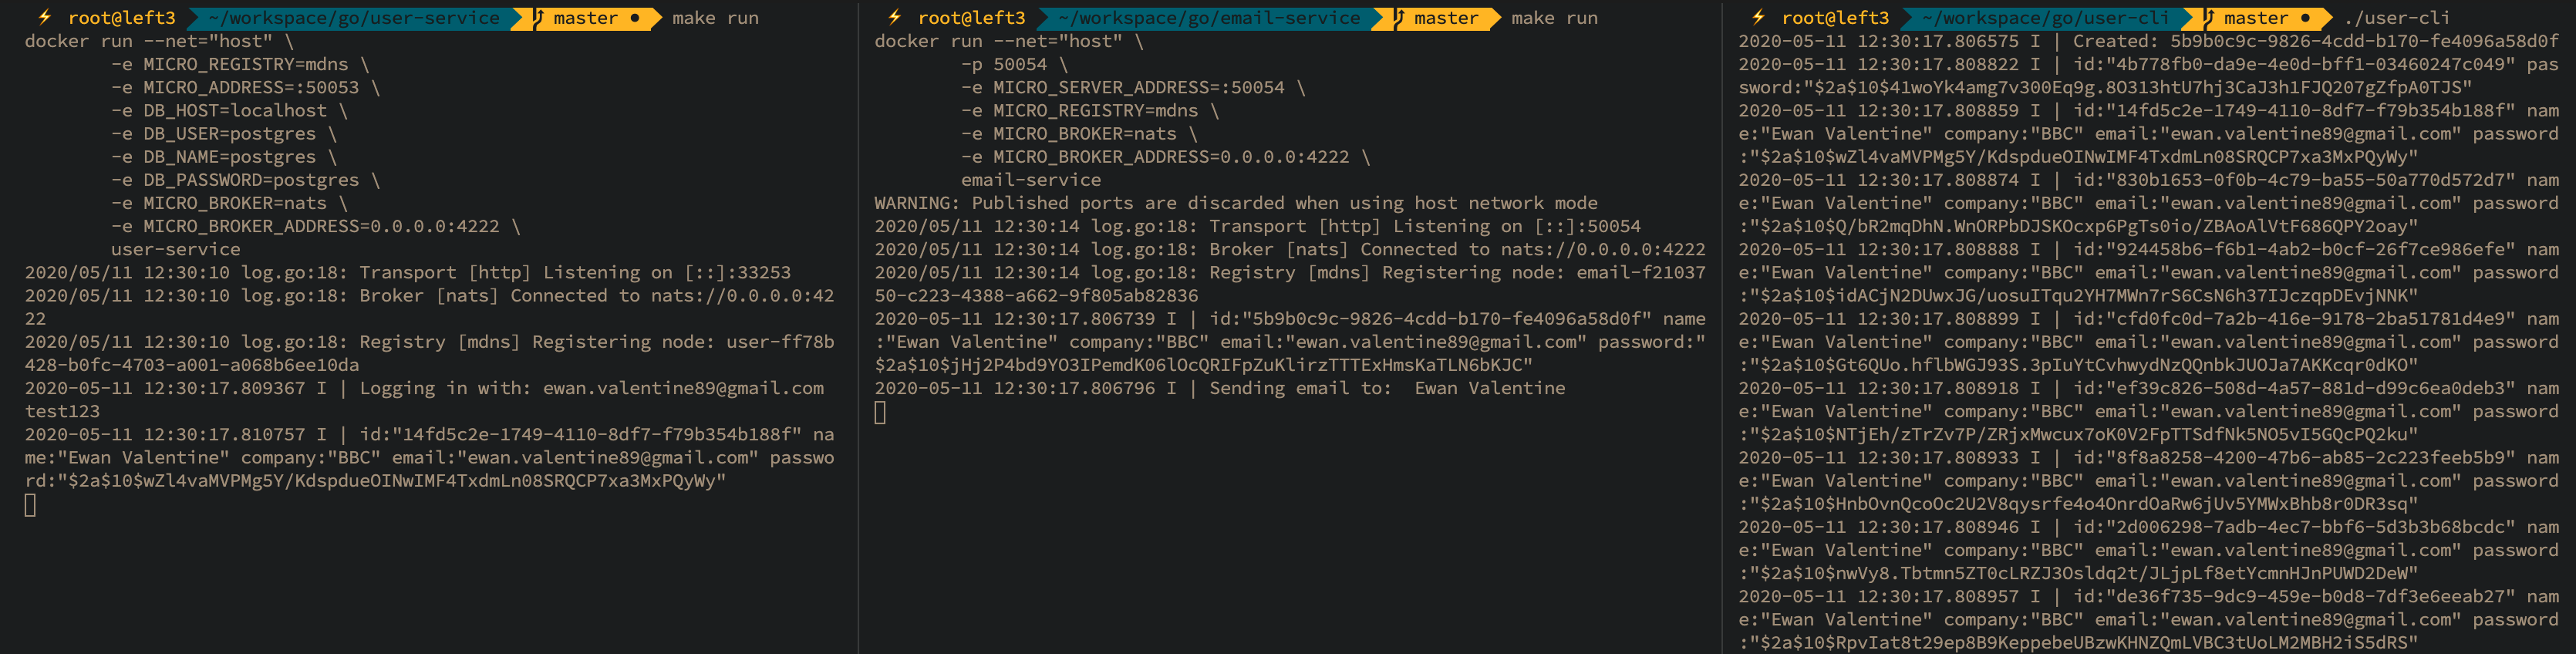 ⚡ root@left3 ~/workspace/go/user-service master ● make run
docker run --net="host" \
-e MICRO_REGISTRY=mdns \
-e MICRO_ADDRESS=:50053 \
-e DB_HOST=localhost \
-e DB_USER=postgres \
-e DB_NAME=postgres \
-e DB_PASSWORD=postgres \
-e MICRO_BROKER=nats \
-e MICRO_BROKER_ADDRESS=0.0.0.0:4222 \
user-service
2020/05/11 12:30:10 log.go:18: Transport [http] Listening on [::]:33253
2020/05/11 12:30:10 log.go:18: Broker [nats] Connected to nats://0.0.0.0:42
22
2020/05/11 12:30:10 log.go:18: Registry [mdns] Registering node: user-ff78b
428-b0fc-4703-a001-a068b6ee10da
2020-05-11 12:30:17.809367 I | Logging in with: ewan.valentine89@gmail.com
test123
2020-05-11 12:30:17.810757 I | id:"14fd5c2e-1749-4110-8df7-f79b354b188f" na
me:"Ewan Valentine" company:"BBC" email:"ewan.valentine89@gmail.com" passwo
rd:"$2a$10$wZl4vaMVPMg5Y/KdspdueOINwIMF4TxdmLn08SRQCP7xa3MxPQyWy"
⚡ root@left3 ~/workspace/go/email-service master make run
docker run --net="host" \
-p 50054 \
-e MICRO_SERVER_ADDRESS=:50054 \
-e MICRO_REGISTRY=mdns \
-e MICRO_BROKER=nats \
-e MICRO_BROKER_ADDRESS=0.0.0.0:4222 \
email-service
WARNING: Published ports are discarded when using host network mode
2020/05/11 12:30:14 log.go:18: Transport [http] Listening on [::]:50054
2020/05/11 12:30:14 log.go:18: Broker [nats] Connected to nats://0.0.0.0:4222
2020/05/11 12:30:14 log.go:18: Registry [mdns] Registering node: email-f21037
50-c223-4388-a662-9f805ab82836
2020-05-11 12:30:17.806739 I | id:"5b9b0c9c-9826-4cdd-b170-fe4096a58d0f" name
:"Ewan Valentine" company:"BBC" email:"ewan.valentine89@gmail.com" password:"
$2a$10$jHj2P4bd9YO3IPemdK06lOcQRIFpZuKlirzTTTExHmsKaTLN6bKJC"
2020-05-11 12:30:17.806796 I | Sending email to:  Ewan Valentine
⚡ root@left3 ~/workspace/go/user-cli master ● ./user-cli
2020-05-11 12:30:17.806575 I | Created: 5b9b0c9c-9826-4cdd-b170-fe4096a58d0f
2020-05-11 12:30:17.808822 I | id:"4b778fb0-da9e-4e0d-bff1-03460247c049" pas
sword:"$2a$10$41woYk4amg7v300Eq9g.8O313htU7hj3CaJ3h1FJQ207gZfpA0TJS"
2020-05-11 12:30:17.808859 I | id:"14fd5c2e-1749-4110-8df7-f79b354b188f" nam
e:"Ewan Valentine" company:"BBC" email:"ewan.valentine89@gmail.com" password
:"$2a$10$wZl4vaMVPMg5Y/KdspdueOINwIMF4TxdmLn08SRQCP7xa3MxPQyWy"
2020-05-11 12:30:17.808874 I | id:"830b1653-0f0b-4c79-ba55-50a770d572d7" nam
e:"Ewan Valentine" company:"BBC" email:"ewan.valentine89@gmail.com" password
:"$2a$10$Q/bR2mqDhN.WnORPbDJSKOcxp6PgTs0io/ZBAoAlVtF686QPY2oay"
2020-05-11 12:30:17.808888 I | id:"924458b6-f6b1-4ab2-b0cf-26f7ce986efe" nam
e:"Ewan Valentine" company:"BBC" email:"ewan.valentine89@gmail.com" password
:"$2a$10$idACjN2DUwxJG/uosuITqu2YH7MWn7rS6CsN6h37IJczqpDEvjNNK"
2020-05-11 12:30:17.808899 I | id:"cfd0fc0d-7a2b-416e-9178-2ba51781d4e9" nam
e:"Ewan Valentine" company:"BBC" email:"ewan.valentine89@gmail.com" password
:"$2a$10$Gt6QUo.hflbWGJ93S.3pIuYtCvhwydNzQQnbkJUOJa7AKKcqr0dKO"
2020-05-11 12:30:17.808918 I | id:"ef39c826-508d-4a57-881d-d99c6ea0deb3" nam
e:"Ewan Valentine" company:"BBC" email:"ewan.valentine89@gmail.com" password
:"$2a$10$NTjEh/zTrZv7P/ZRjxMwcux7oK0V2FpTTSdfNk5NO5vI5GQcPQ2ku"
2020-05-11 12:30:17.808933 I | id:"8f8a8258-4200-47b6-ab85-2c223feeb5b9" nam
e:"Ewan Valentine" company:"BBC" email:"ewan.valentine89@gmail.com" password
:"$2a$10$HnbOvnQcoOc2U2V8qysrfe4o4OnrdOaRw6jUv5YMWxBhb8r0DR3sq"
2020-05-11 12:30:17.808946 I | id:"2d006298-7adb-4ec7-bbf6-5d3b3b68bcdc" nam
e:"Ewan Valentine" company:"BBC" email:"ewan.valentine89@gmail.com" password
:"$2a$10$nwVy8.Tbtmn5ZT0cLRZJ3Osldq2t/JLjpLf8etYcmnHJnPUWD2DeW"
2020-05-11 12:30:17.808957 I | id:"de36f735-9dc9-459e-b0d8-7df3e6eeab27" nam
e:"Ewan Valentine" company:"BBC" email:"ewan.valentine89@gmail.com" password
:"$2a$10$RpvIat8t29ep8B9KeppebeUBzwKHNZQmLVBC3tUoLM2MBH2iS5dRS"